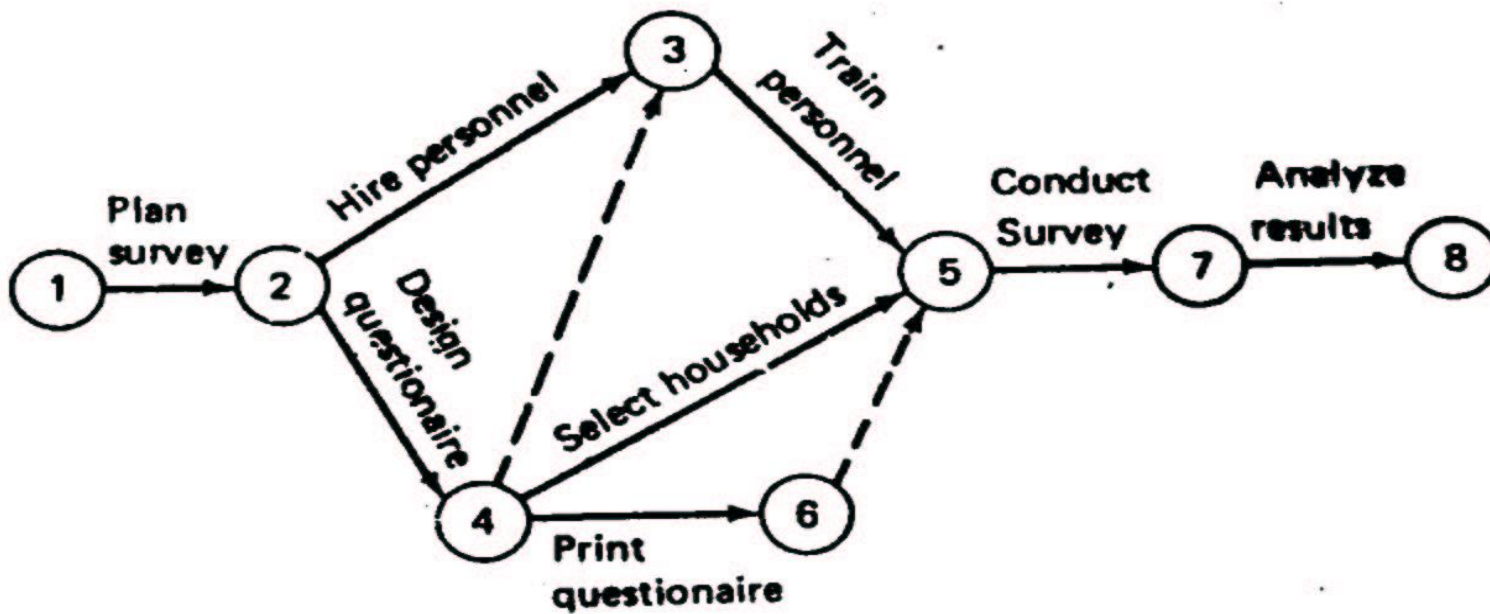 3
Train
personnel
Hire personnel
Plan
survey
Conduct
Survey
Analyze
results
1
2
5
7
8
Design
questionaire
Select households
4
6
Print
questionaire